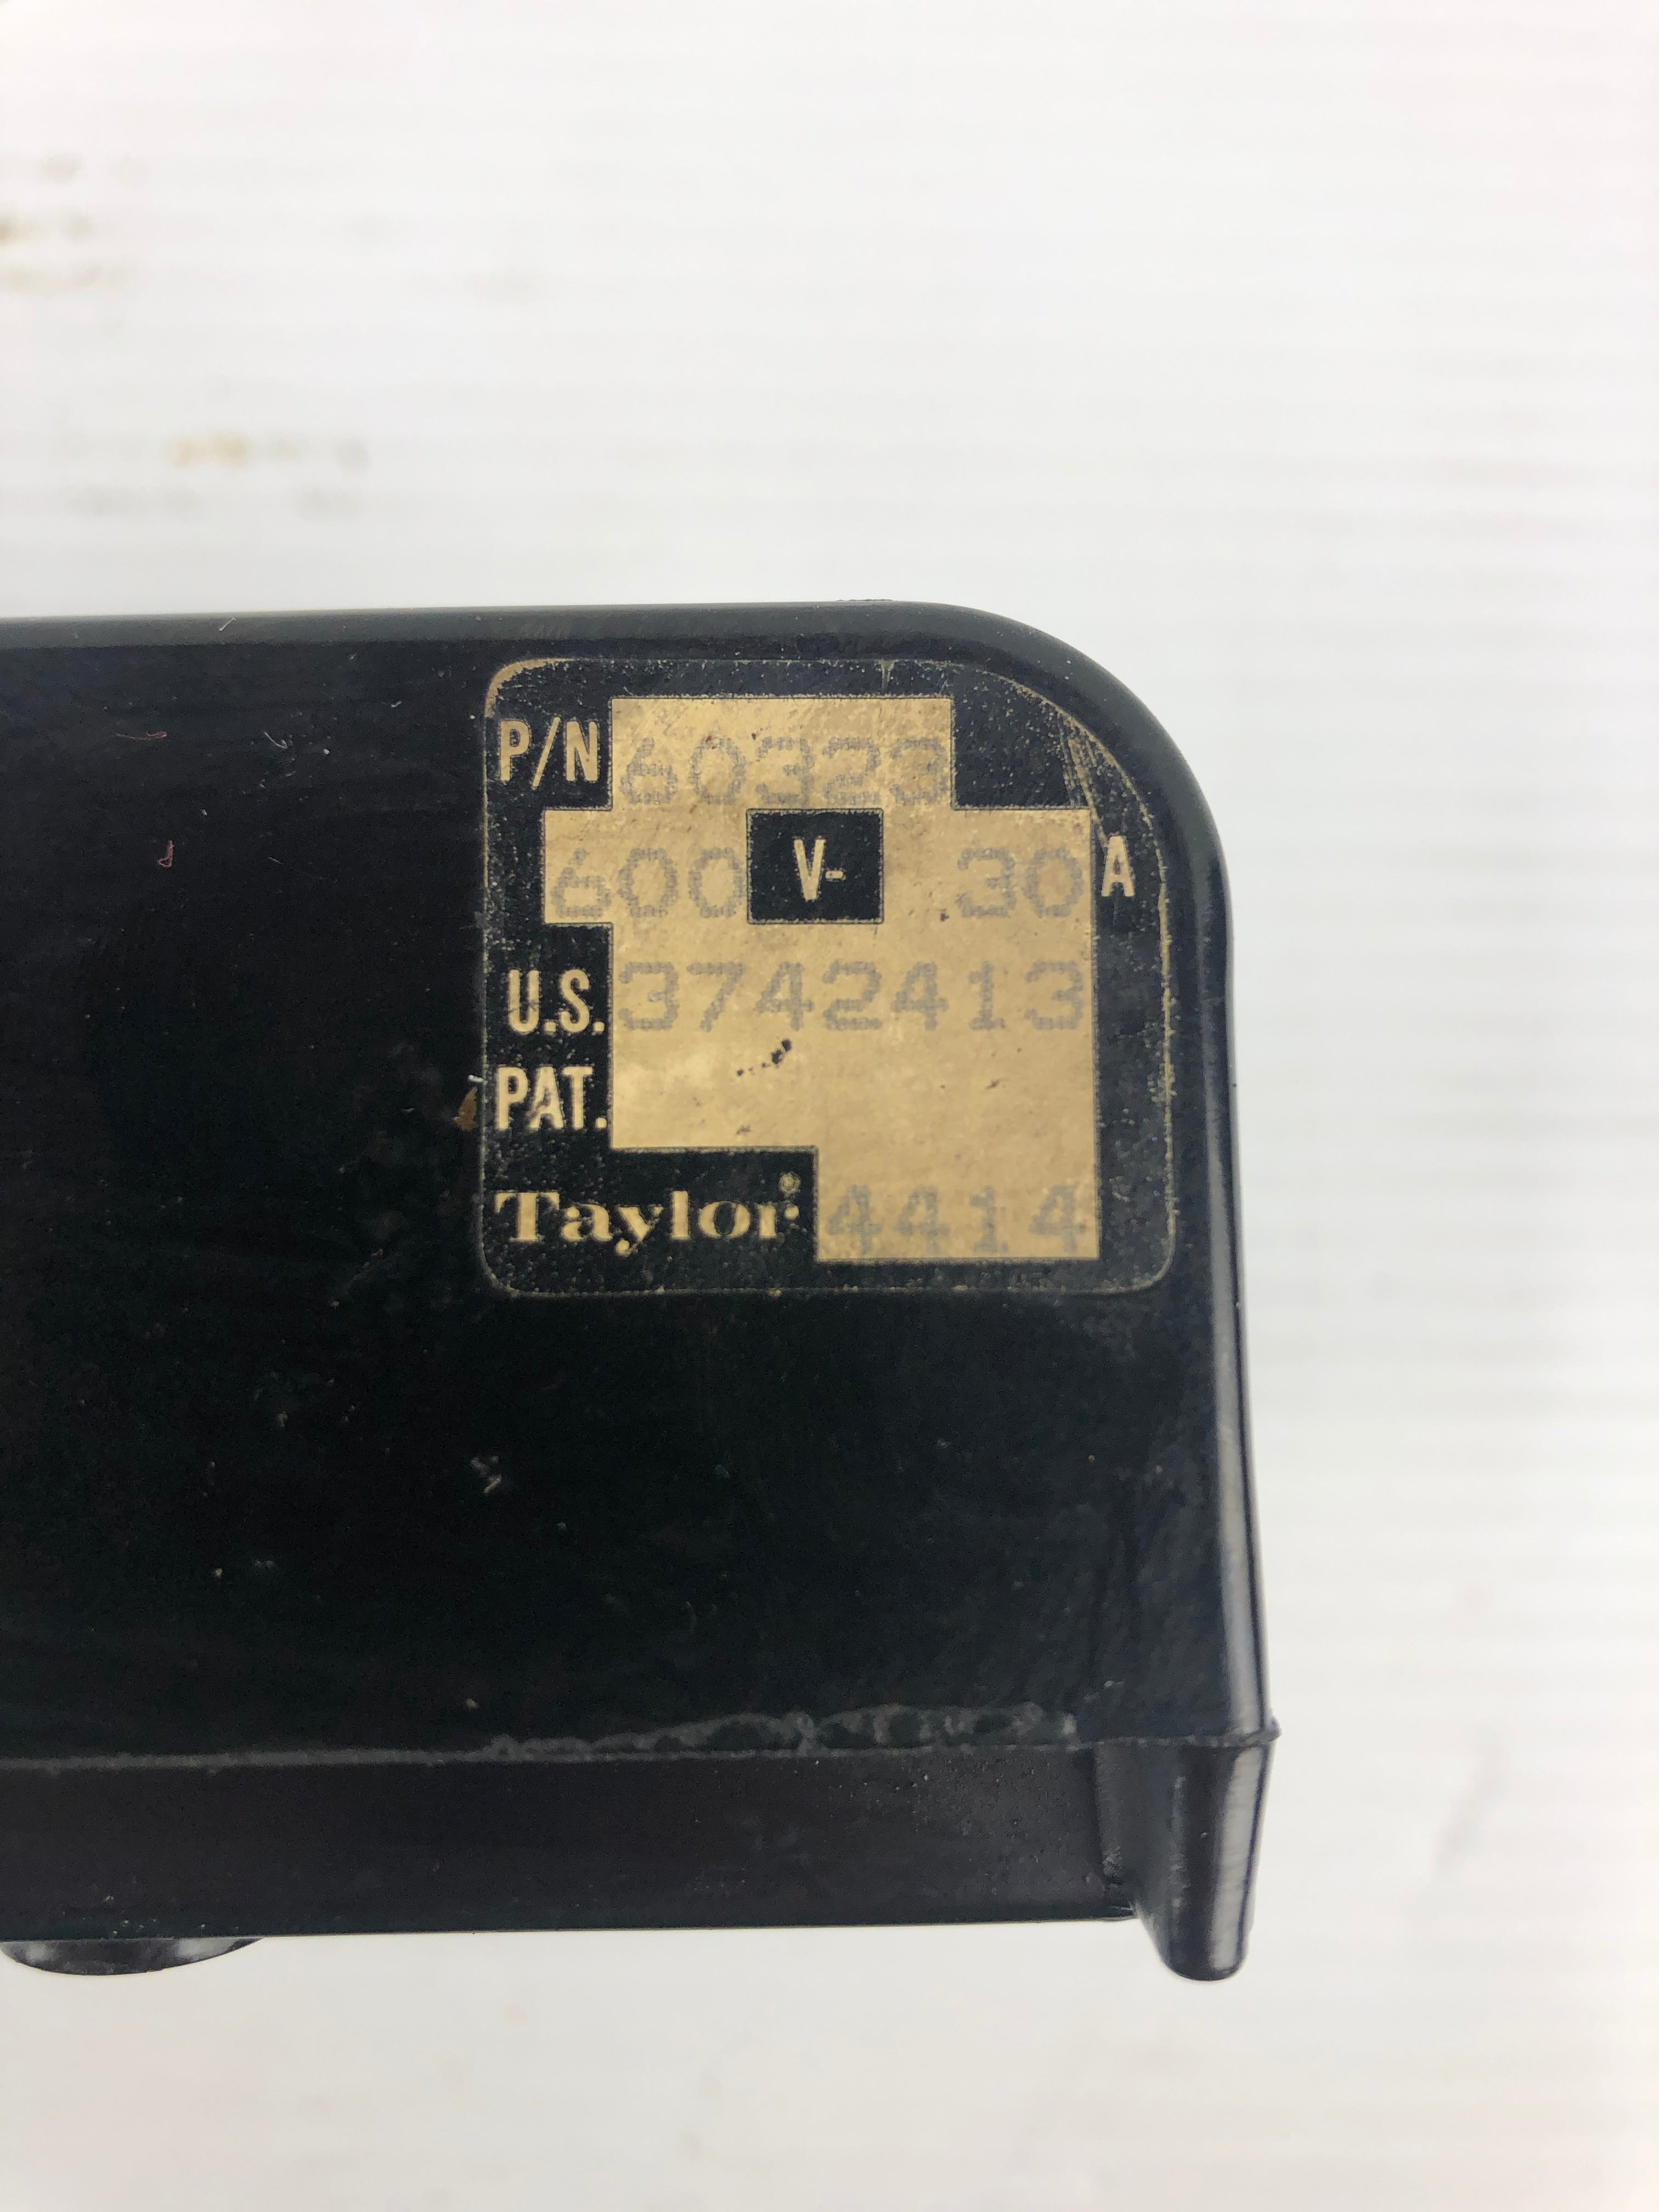 P/N 60323
600 V- 30 A
U.S. 3742413
PAT.
Taylor® 4414